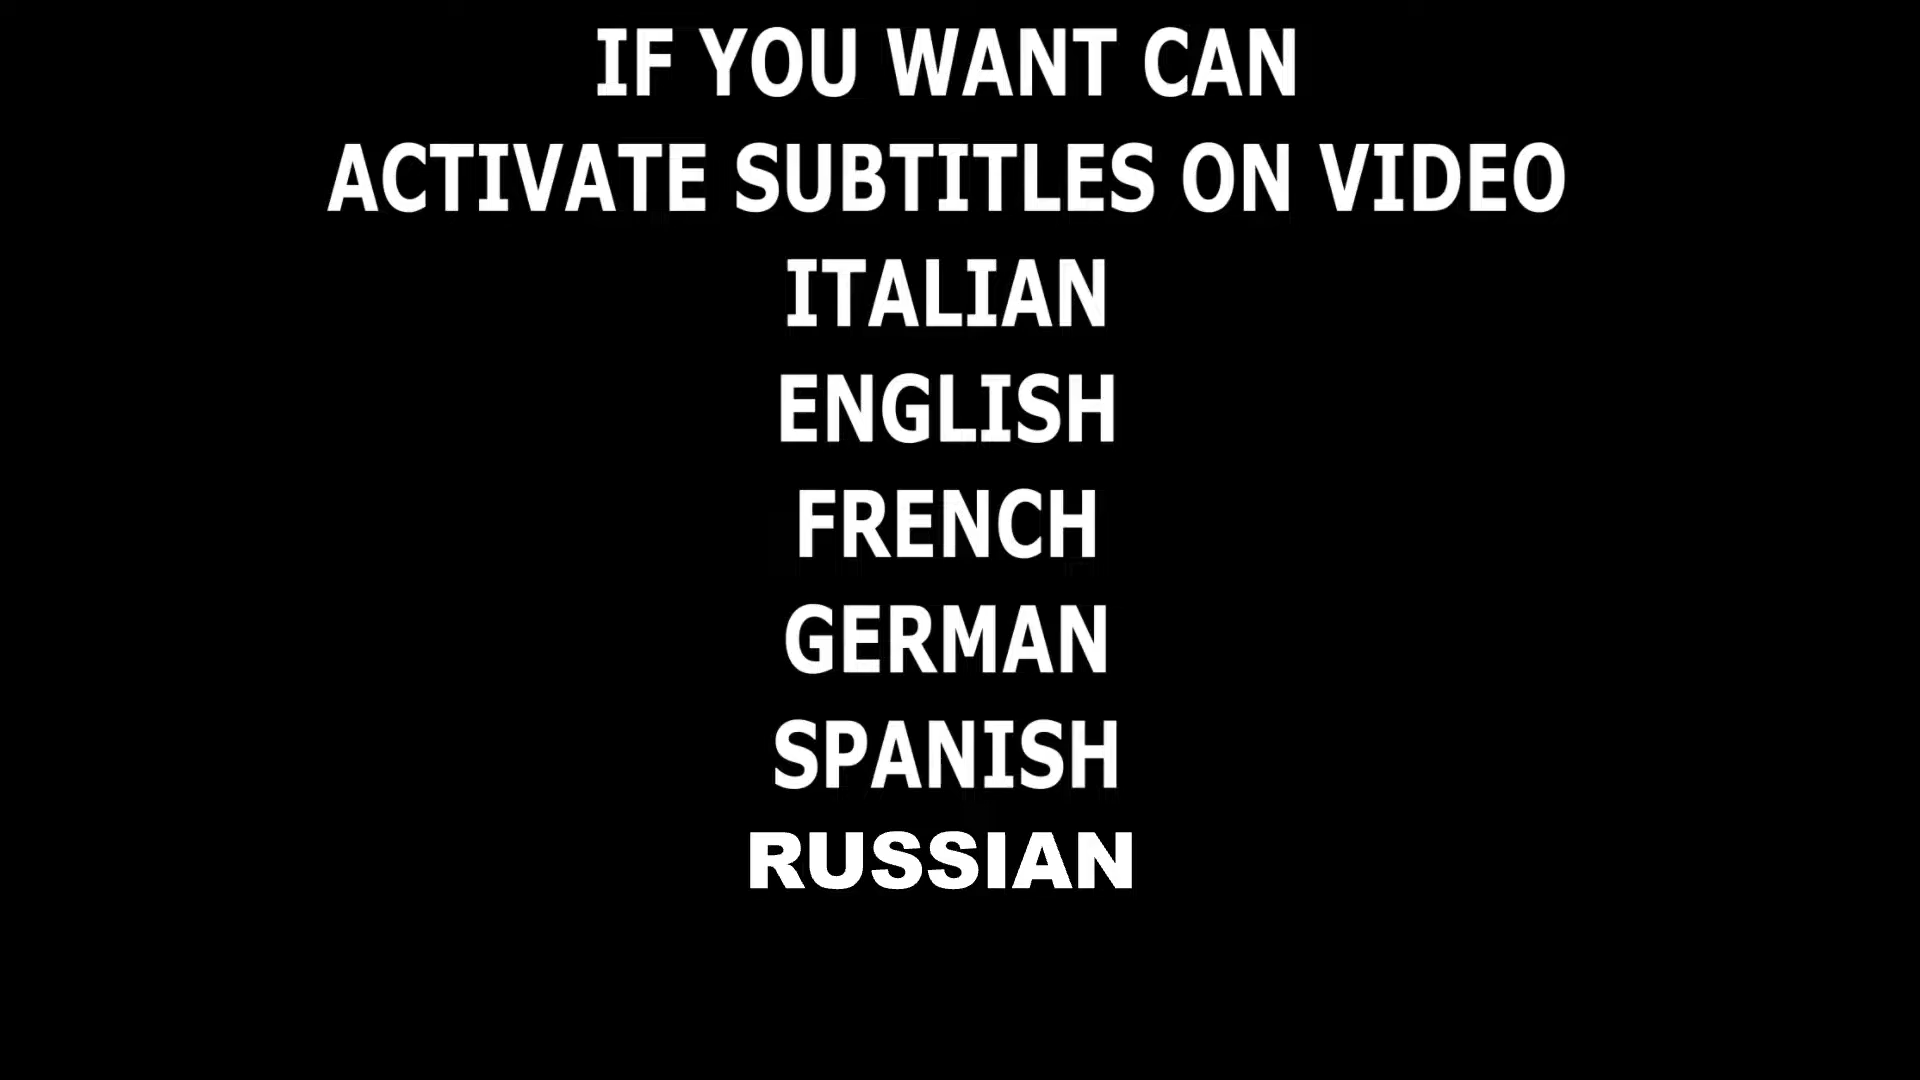 IF YOU WANT CAN
ACTIVATE SUBTITLES ON VIDEO
ITALIAN
ENGLISH
FRENCH
GERMAN
SPANISH
RUSSIAN